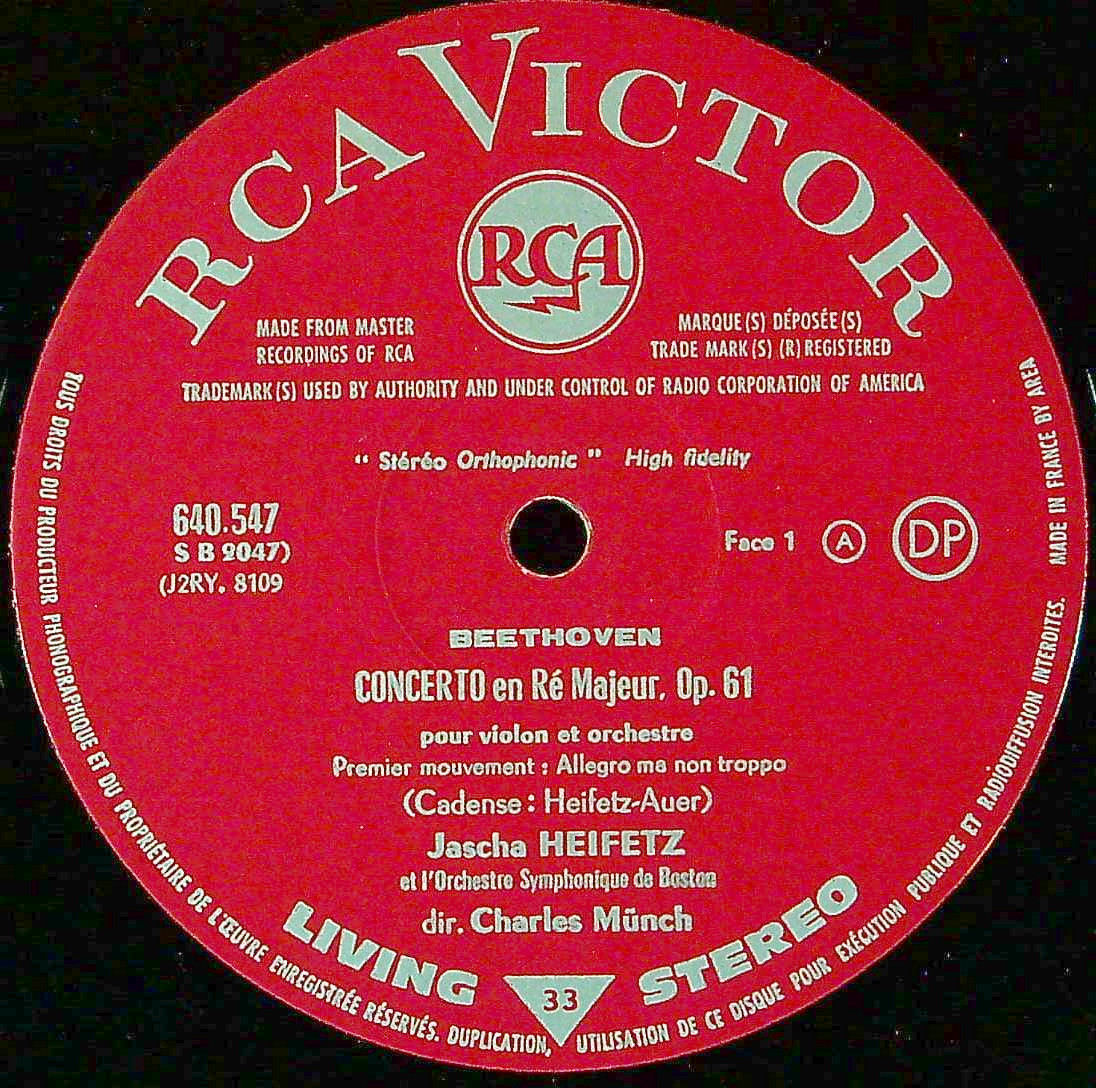 RCA VICTOR
RCA
MADE FROM MASTER
RECORDINGS OF RCA
MARQUE(S) DÉPOSÉE(S)
TRADE MARK(S) (R) REGISTERED
TRADEMARK(S) USED BY AUTHORITY AND UNDER CONTROL OF RADIO CORPORATION OF AMERICA
" Stéréo Orthophonic " High fidelity
640.547
S B 2047)
(J2RY. 8109
Face 1 A DP
BEETHOVEN
CONCERTO en Ré Majeur. Op. 61
pour violon et orchestre
Premier mouvement : Allegro ma non troppo
(Cadense : Heifetz-Auer)
Jascha HEIFETZ
et l'Orchestre Symphonique de Boston
dir. Charles Münch
LIVING 33 STEREO
TOUS DROITS DU PRODUCTEUR PHONOGRAPHIQUE ET DU PROPRIÉTAIRE DE L'ŒUVRE ENREGISTRÉE RÉSERVÉS. DUPLICATION, UTILISATION DE CE DISQUE POUR EXÉCUTION PUBLIQUE ET RADIODIFFUSION INTERDITES. MADE IN FRANCE BY AREA